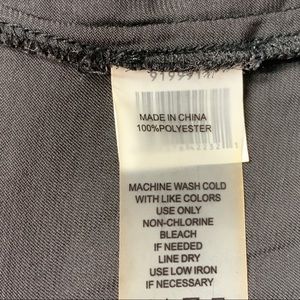 MADE IN CHINA
100%POLYESTER
MACHINE WASH COLD
WITH LIKE COLORS
USE ONLY
NON-CHLORINE
BLEACH
IF NEEDED
LINE DRY
USE LOW IRON
IF NECESSARY